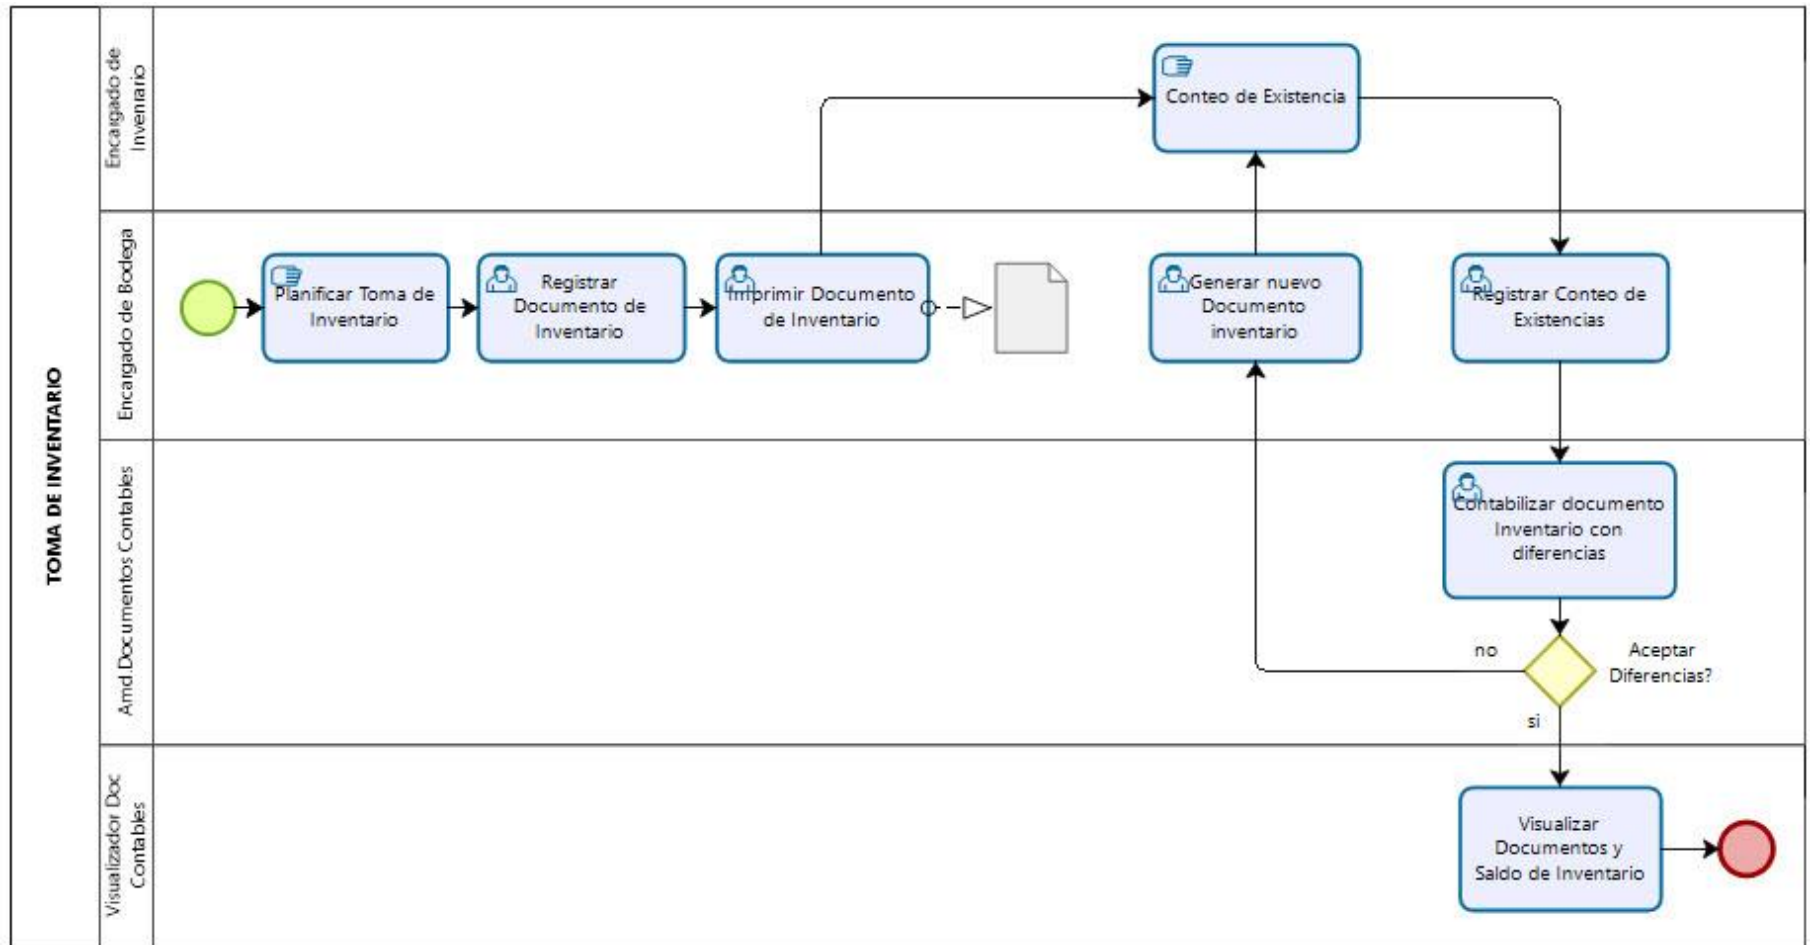 TOMA DE INVENTARIO
Encargado de
Inventario
Conteo de Existencia
Encargado de Bodega
Planificar Toma de
Inventario
Registrar
Documento de
Inventario
Imprimir Documento
de Inventario
Generar nuevo
Documento
inventario
Registrar Conteo de
Existencias
Amd.Documentos Contables
Contabilizar documento
Inventario con
diferencias
no
Aceptar
Diferencias?
si
Visualizador Doc
Contables
Visualizar
Documentos y
Saldo de Inventario